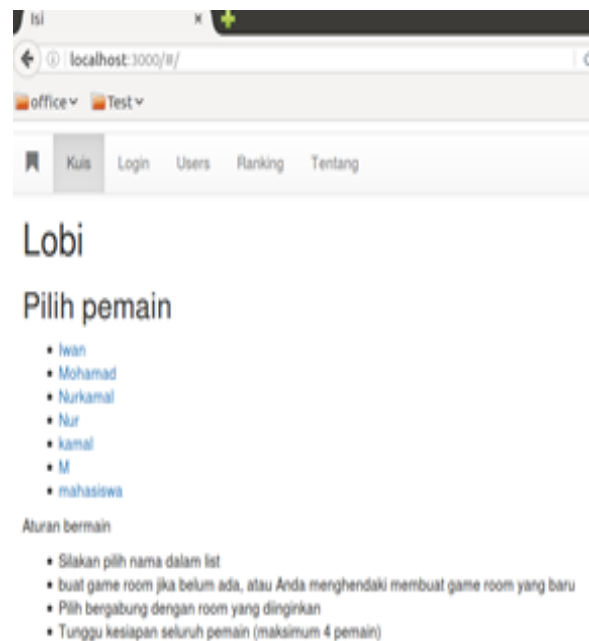 Isi
localhost:3000/#/
office Test
Kuis Login Users Ranking Tentang
Lobi
Pilih pemain
Iwan
Mohamad
Nurkamal
Nur
kamal
M
mahasiswa
Aturan bermain
Silakan pilih nama dalam list
buat game room jika belum ada, atau Anda menghendaki membuat game room yang baru
Pilih bergabung dengan room yang diinginkan
Tunggu kesiapan seluruh pemain (maksimum 4 pemain)